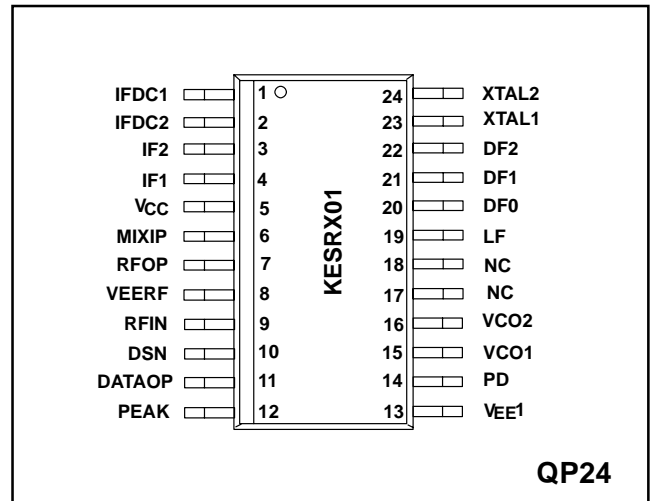 IFDC1 1 24 XTAL2
IFDC2 2 23 XTAL1
IF2 3 22 DF2
IF1 4 21 DF1
VCC 5 20 DF0
MIXIP 6 19 LF
RFOP 7 18 NC
VEERF 8 17 NC
RFIN 9 16 VCO2
DSN 10 15 VCO1
DATAOP 11 14 PD
PEAK 12 13 VEE1
KESRX01
QP24